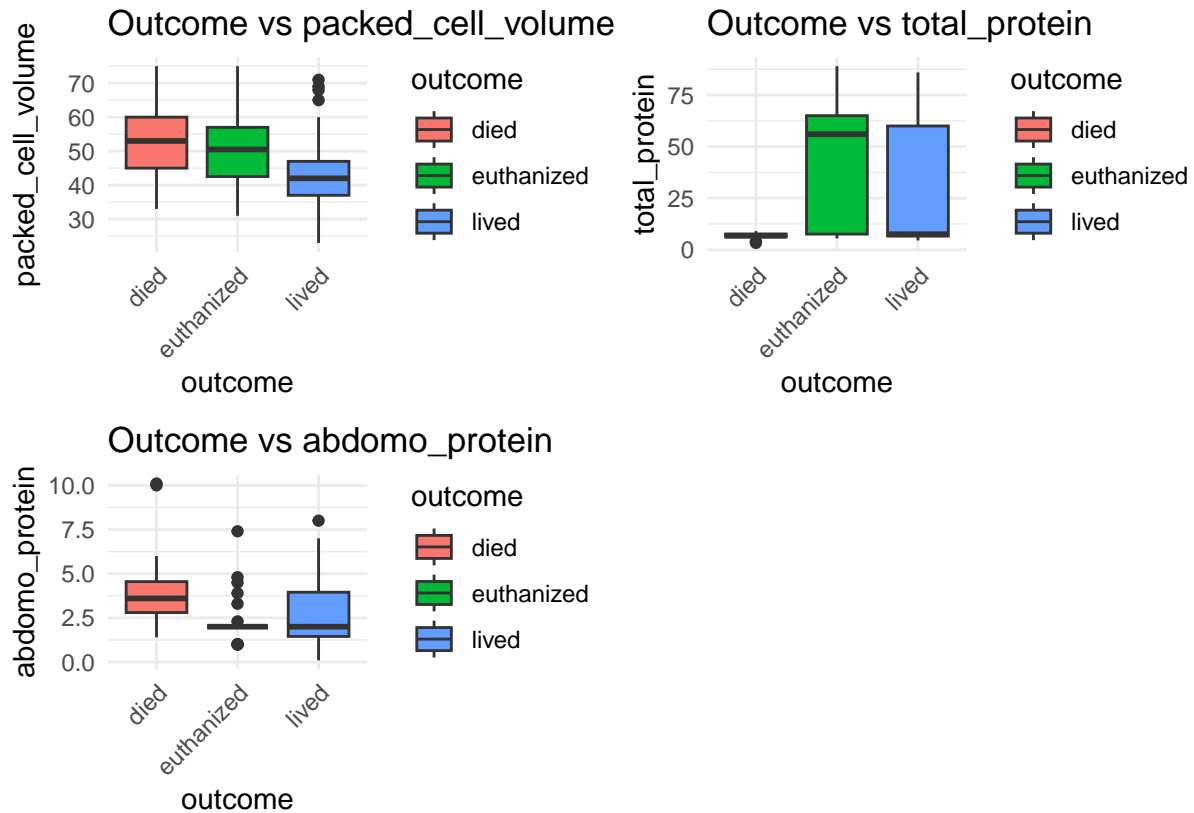 Outcome vs packed_cell_volume
packed_cell_volume
70
60
50
40
30
died
euthanized
lived
outcome
outcome
died
euthanized
lived
Outcome vs total_protein
total_protein
75
50
25
0
died
euthanized
lived
outcome
outcome
died
euthanized
lived
Outcome vs abdomo_protein
abdomo_protein
10.0
7.5
5.0
2.5
0.0
died
euthanized
lived
outcome
outcome
died
euthanized
lived